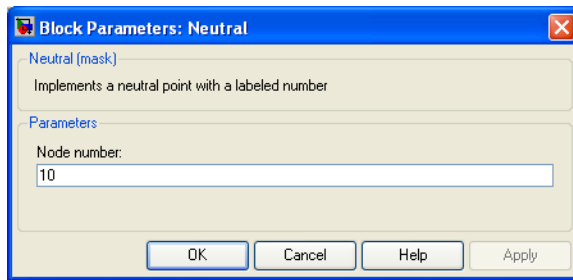 Block Parameters: Neutral
Neutral (mask)
Implements a neutral point with a labeled number
Parameters
Node number:
10
OK Cancel Help Apply